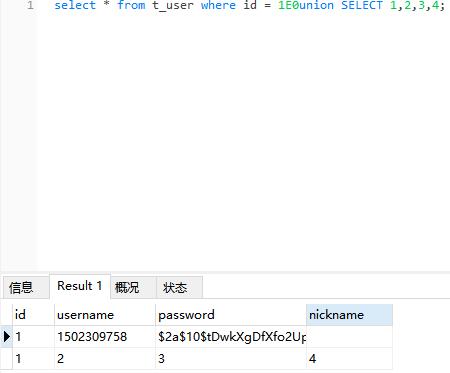 1 select * from t_user where id = 1E0union SELECT 1,2,3,4;
信息 Result 1 概况 状态
id username password nickname
1 1502309758 $2a$10$tDwkXgDfXfo2Up
1 2 3 4